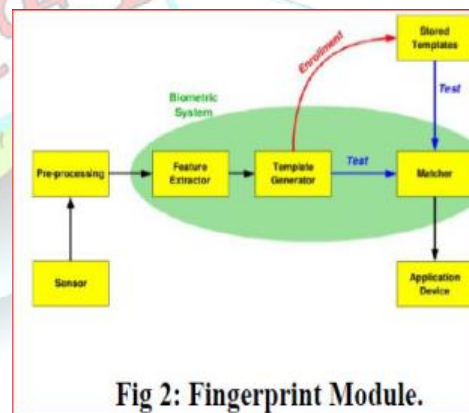 Stored
Templates
Enrollment
Test
Biometric
System
Pre-processing
Feature
Extractor
Template
Generator
Test
Matcher
Sensor
Application
Device
Fig 2: Fingerprint Module.